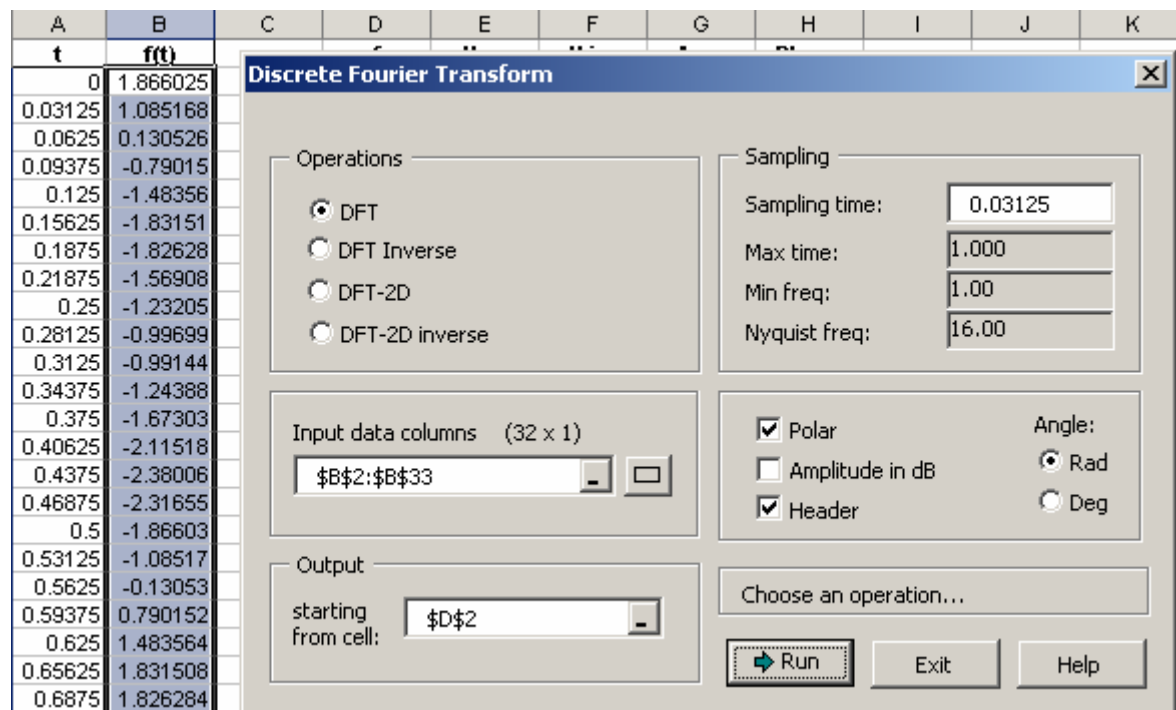 A B C D E F G H I J K
t f(t)
0 1.866025
0.03125 1.085168
0.0625 0.130526
0.09375 -0.79015
0.125 -1.48356
0.15625 -1.83151
0.1875 -1.82628
0.21875 -1.56908
0.25 -1.23205
0.28125 -0.99699
0.3125 -0.99144
0.34375 -1.24388
0.375 -1.67303
0.40625 -2.11518
0.4375 -2.38006
0.46875 -2.31655
0.5 -1.86603
0.53125 -1.08517
0.5625 -0.13053
0.59375 0.790152
0.625 1.483564
0.65625 1.831508
0.6875 1.826284
Discrete Fourier Transform
Operations
DFT
DFT Inverse
DFT-2D
DFT-2D inverse
Sampling
Sampling time: 0.03125
Max time: 1.000
Min freq: 1.00
Nyquist freq: 16.00
Input data columns (32 x 1)
$B$2:$B$33
Polar
Amplitude in dB
Header
Angle:
Rad
Deg
Output
starting
from cell:
$D$2
Choose an operation...
Run Exit Help